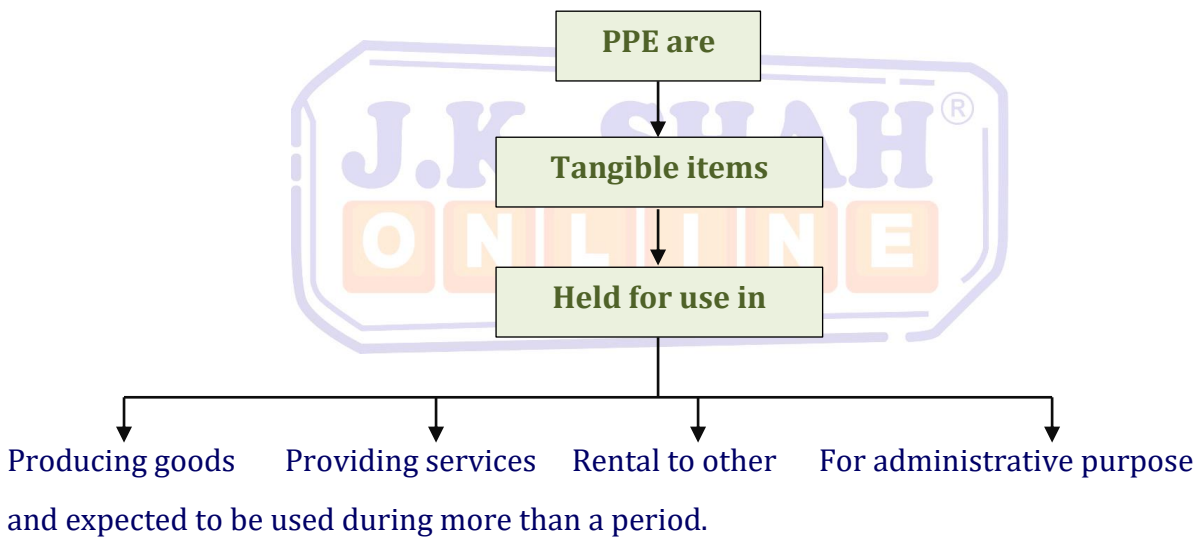 PPE are
J.K. SHAH®
ONLINE
Tangible items
Held for use in
Producing goods Providing services Rental to other For administrative purpose
and expected to be used during more than a period.